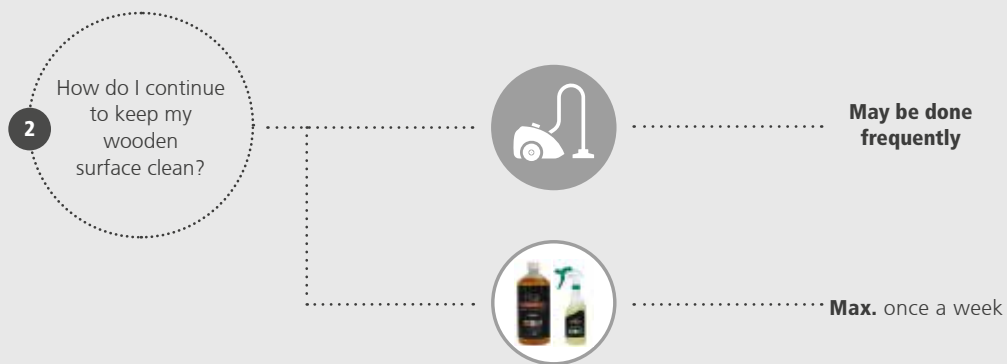 2
How do I continue
to keep my
wooden
surface clean?
May be done
frequently
Max. once a week